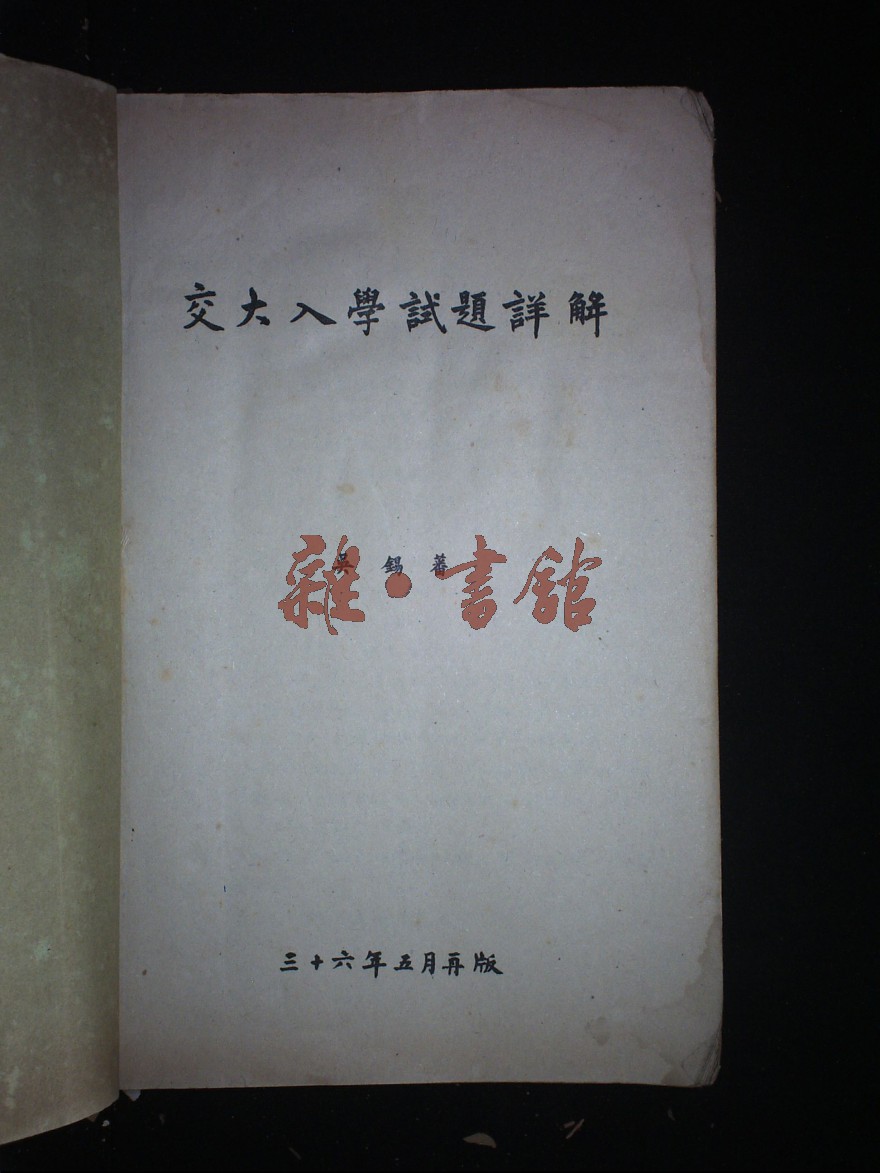 交大入學試題詳解
吳錫蕃
雜·書館
三十六年五月再版